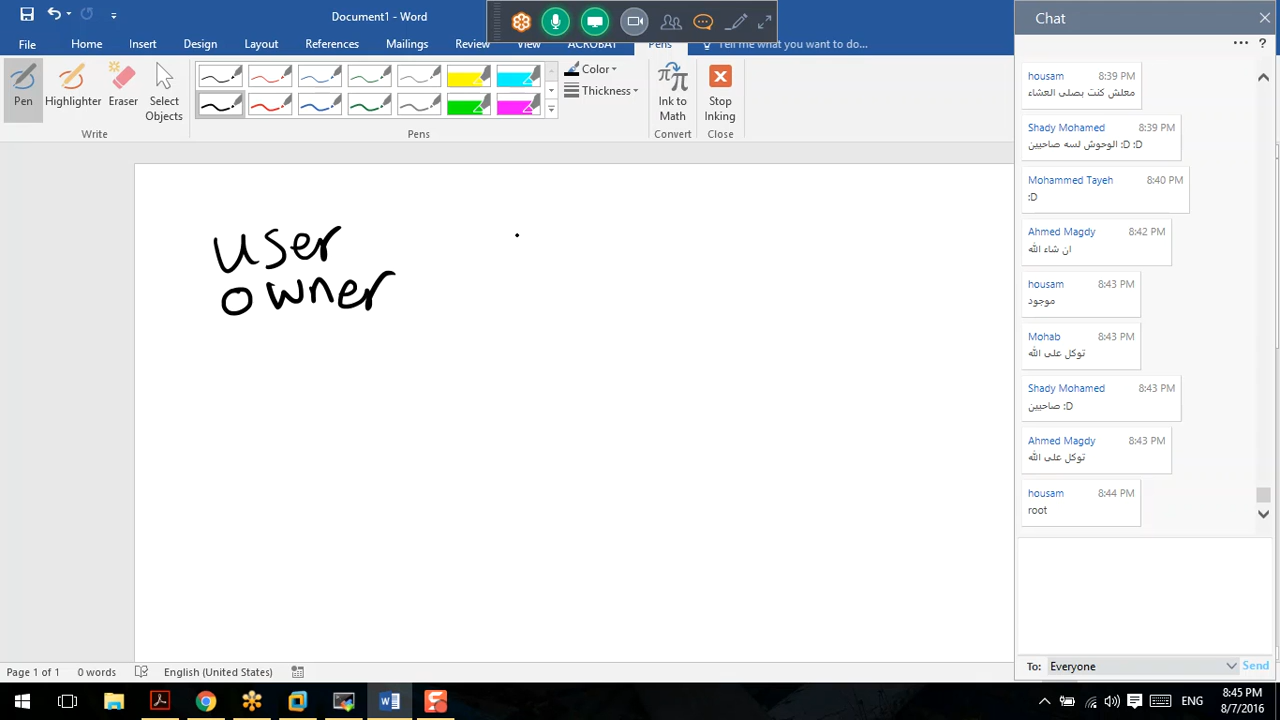 Document1 - Word
File
Home
Insert
Design
Layout
References
Mailings
Review
View
ACROBAT
Pens
Tell me what you want to do...
Pen
Highlighter
Eraser
Select
Objects
Color
Thickness
Ink to
Math
Stop
Inking
Write
Pens
Convert
Close
user
owner
Chat
housam 8:39 PM
معلش كنت بصلى العشاء
Shady Mohamed 8:39 PM
الوحوش لسه صاحيين :D :D
Mohammed Tayeh 8:40 PM
:D
Ahmed Magdy 8:42 PM
ان شاء الله
housam 8:43 PM
موجود
Mohab 8:43 PM
توكل على الله
Shady Mohamed 8:43 PM
صاحيين :D
Ahmed Magdy 8:43 PM
توكل على الله
housam 8:44 PM
root
To: Everyone Send
Page 1 of 1 0 words English (United States)
ENG
8:45 PM
8/7/2016